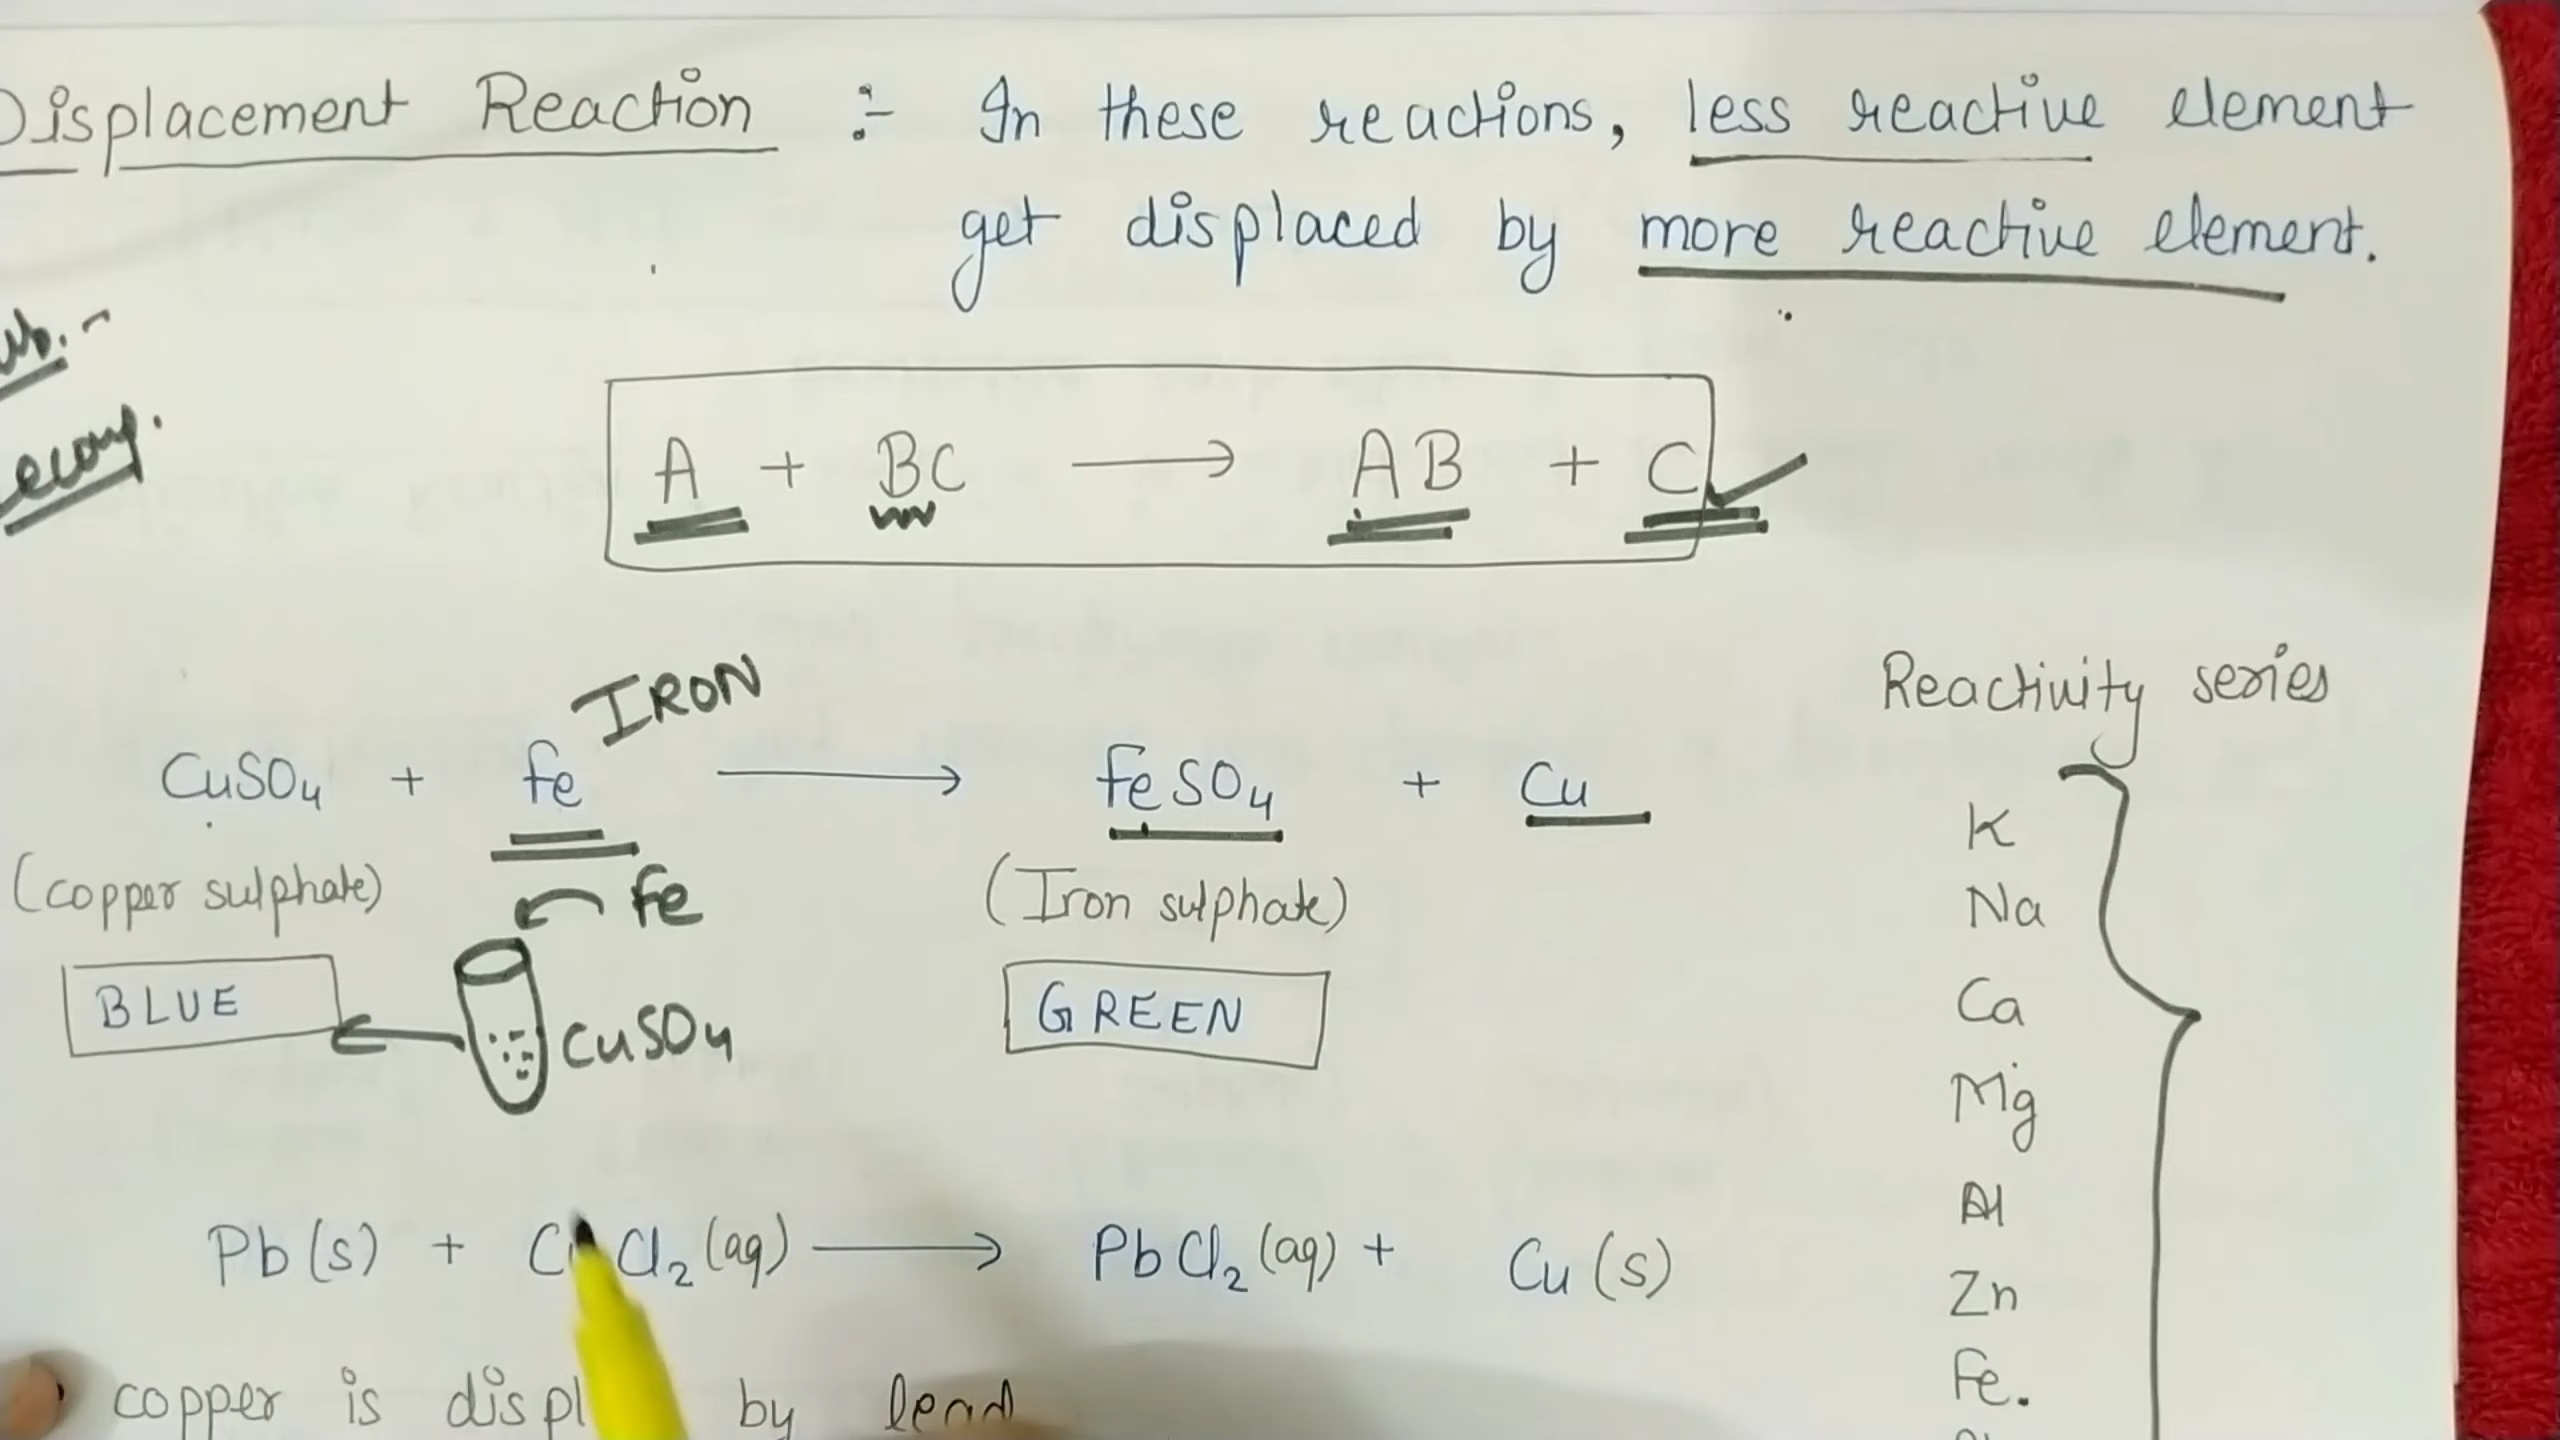 Displacement Reaction :- In these reactions, less reactive element
get displaced by more reactive element.
A + BC → AB + C
IRON
CuSO4 + Fe → FeSO4 + Cu
(copper sulphate) (Iron sulphate)
Fe
BLUE
CuSO4
GREEN
Pb(s) + CuCl2(aq) → PbCl2(aq) + Cu(s)
copper is by lead
Reactivity series
K
Na
Ca
Mg
Al
Zn
Fe.